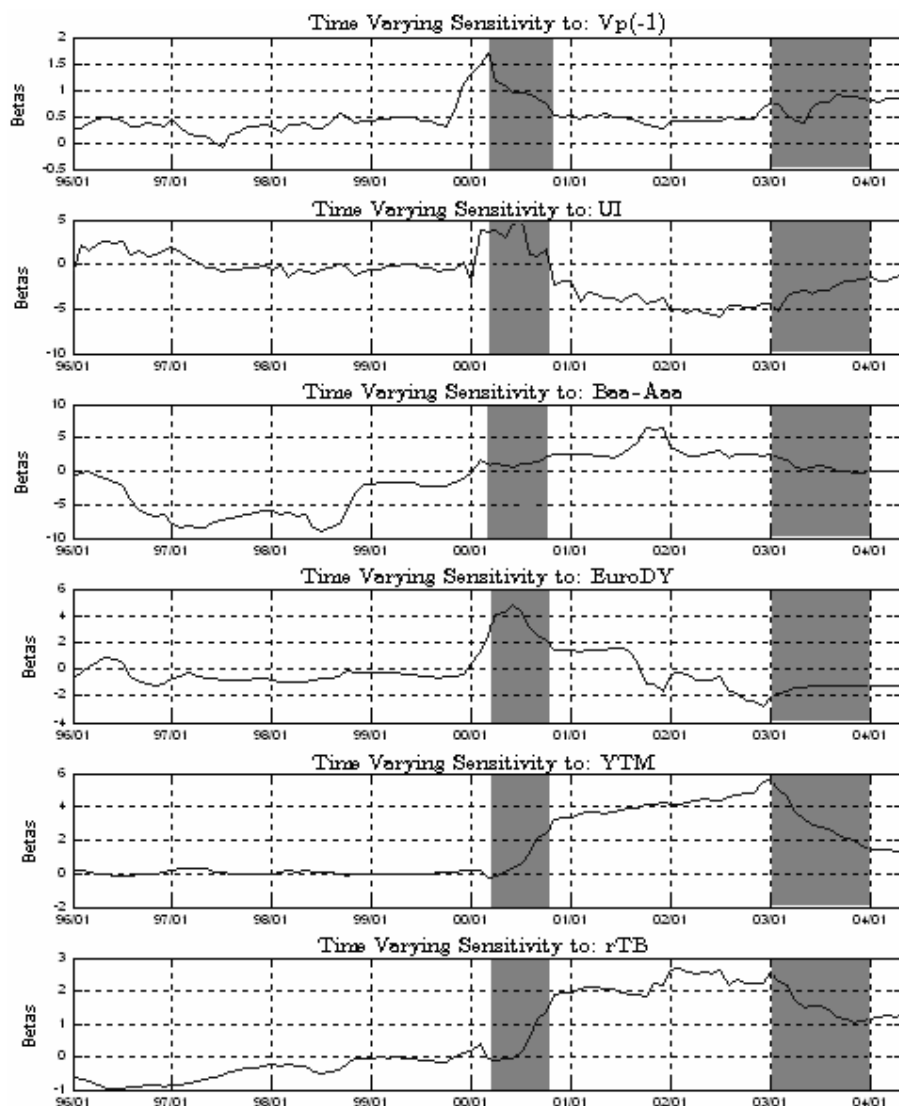 Time Varying Sensitivity to: Vp(-1)
2
1.5
1
0.5
0
-0.5
Betas
96/01 97/01 98/01 99/01 00/01 01/01 02/01 03/01 04/01
Time Varying Sensitivity to: UI
5
0
-5
-10
Betas
96/01 97/01 98/01 99/01 00/01 01/01 02/01 03/01 04/01
Time Varying Sensitivity to: Baa-Aaa
10
5
0
-5
-10
Betas
96/01 97/01 98/01 99/01 00/01 01/01 02/01 03/01 04/01
Time Varying Sensitivity to: EuroDY
6
4
2
0
-2
-4
Betas
96/01 97/01 98/01 99/01 00/01 01/01 02/01 03/01 04/01
Time Varying Sensitivity to: YTM
6
4
2
0
-2
Betas
96/01 97/01 98/01 99/01 00/01 01/01 02/01 03/01 04/01
Time Varying Sensitivity to: rTB
3
2
1
0
-1
Betas
96/01 97/01 98/01 99/01 00/01 01/01 02/01 03/01 04/01